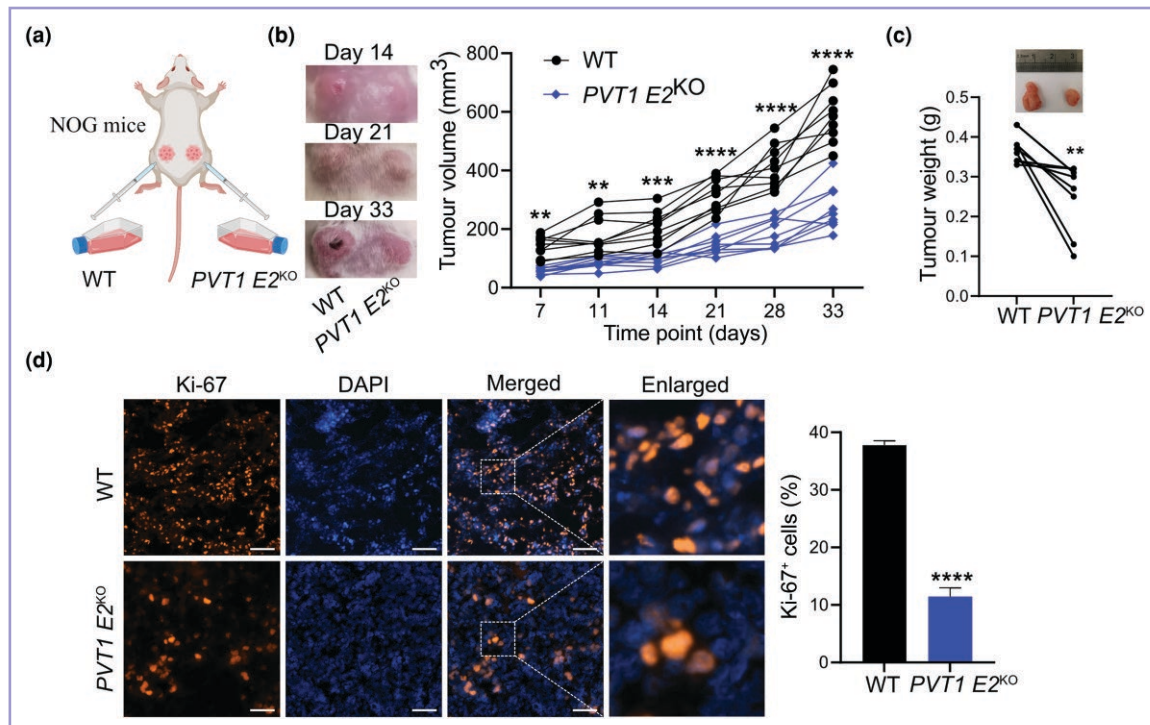 (a)
NOG mice
WT
PVT1 E2KO
(b)
Day 14
Day 21
Day 33
WT
PVT1 E2KO
Tumour volume (mm3)
800
600
400
200
0
WT
PVT1 E2KO
**
**
***
****
****
****
7
11
14
21
28
33
Time point (days)
(c)
Tumour weight (g)
0.5
0.4
0.3
0.2
0.1
0.0
**
WT PVT1 E2KO
(d)
Ki-67
DAPI
Merged
Enlarged
WT
PVT1 E2KO
Ki-67+ cells (%)
40
30
20
10
0
****
WT PVT1 E2KO